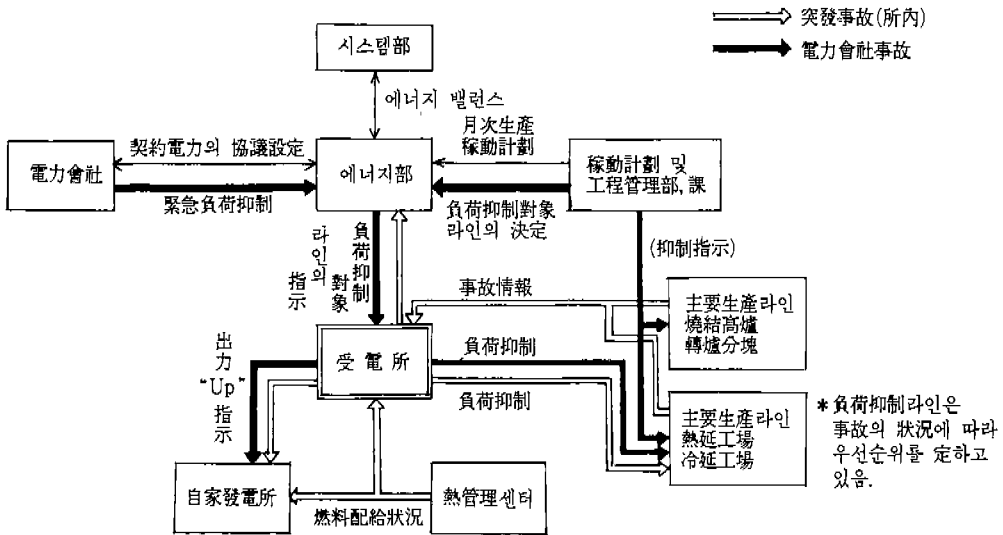 突發事故(所內)
電力會社事故
시스템部
에너지 밸런스
月次生產
稼動計劃
電力會社
契約電力의 協議設定
에너지部
稼動計劃 및
工程管理部, 課
緊急負荷抑制
負荷抑制對象
라인의 決定
負荷抑制
對象
라인의
指示
(抑制指示)
事故情報
主要生產라인
燒結高爐
轉爐分塊
出力
"Up"
指示
受電所
負荷抑制
負荷抑制
主要生產라인
熱延工場
冷延工場
*負荷抑制라인은
事故의 狀況에 따라
우선순위를 定하고
있음.
自家發電所
燃料配給狀況
熱管理센터